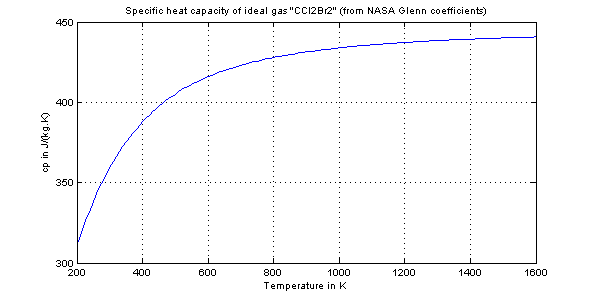 Specific heat capacity of ideal gas "CCl2Br2" (from NASA Glenn coefficients)
450
400
350
300
cp in J/(kg.K)
200 400 600 800 1000 1200 1400 1600
Temperature in K